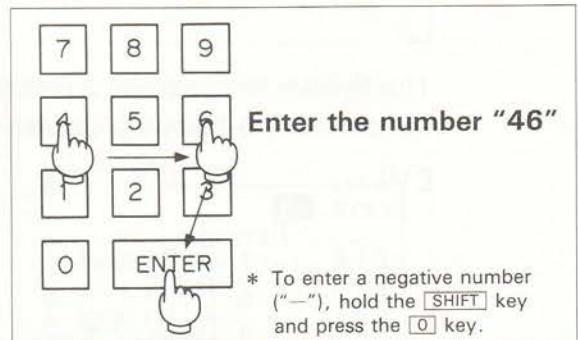 7 8 9
4 5 6
Enter the number "46"
1 2 3
0 ENTER
* To enter a negative number
("—"), hold the SHIFT key
and press the 0 key.